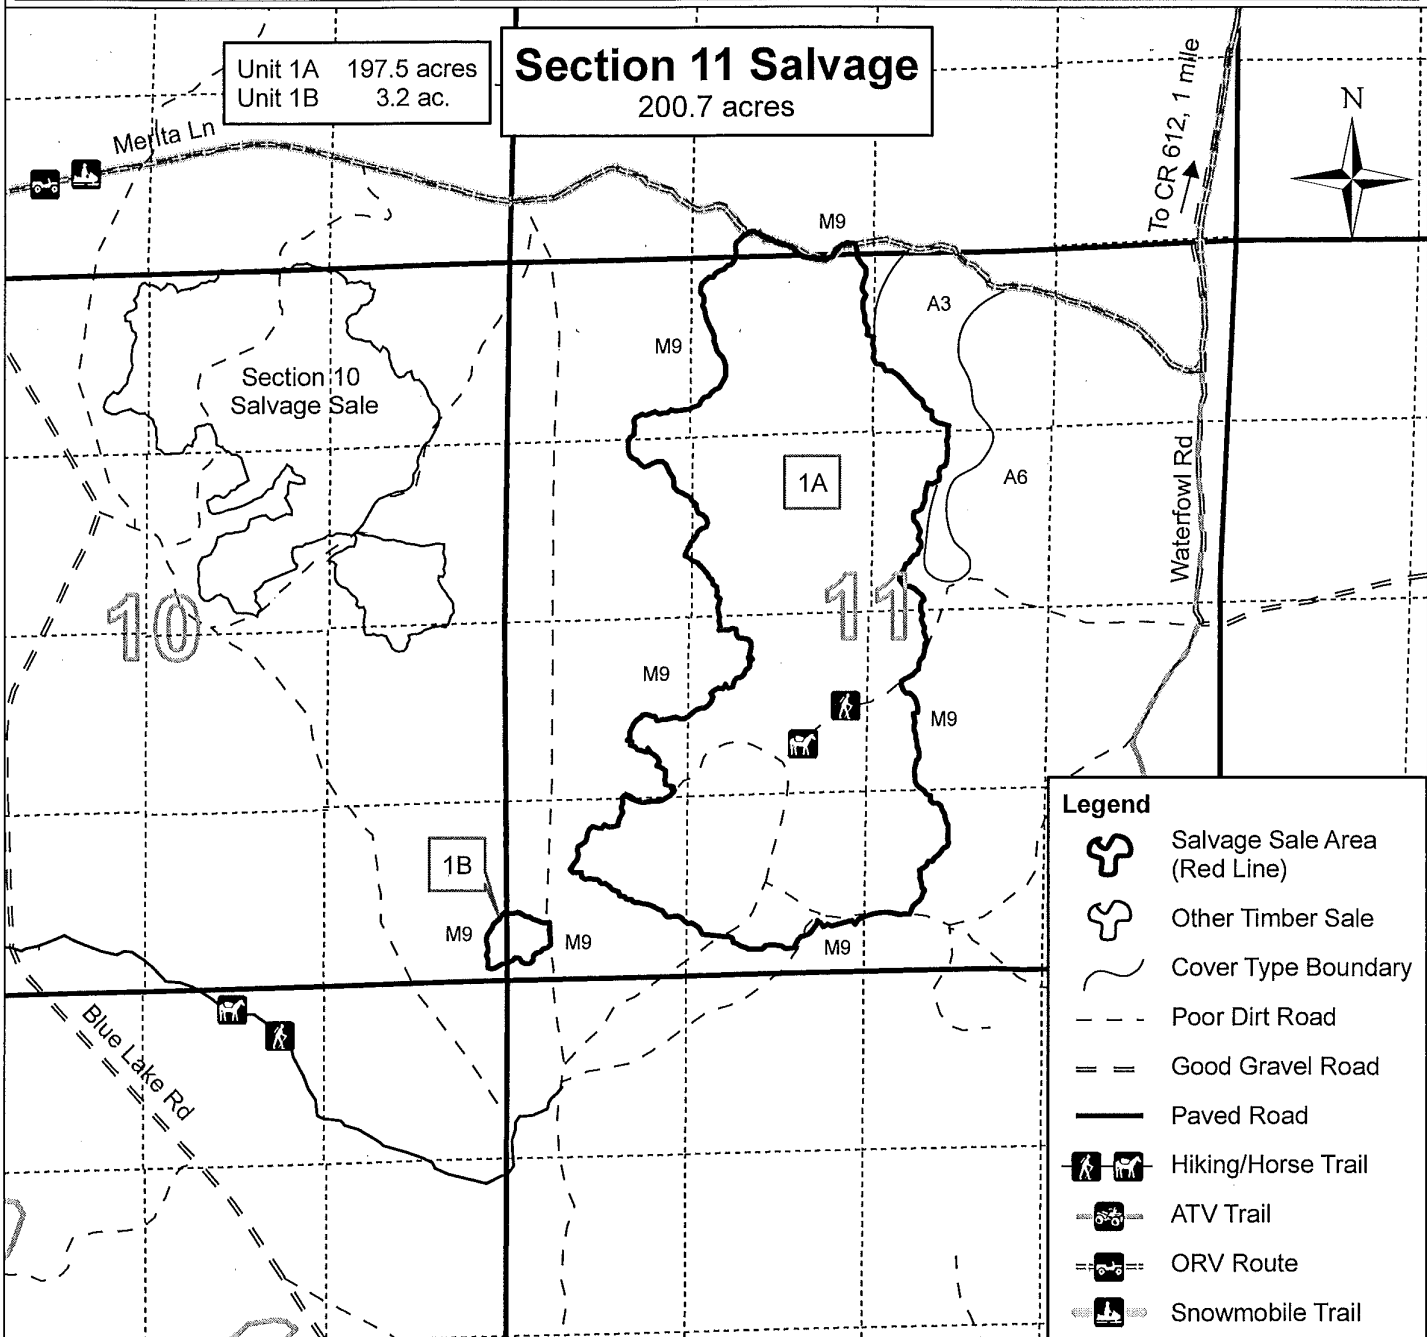 Unit 1A 197.5 acres
Unit 1B 3.2 ac.
Section 11 Salvage
200.7 acres
N
To CR 612, 1 mile
Merita Ln
M9
A3
M9
Section 10
Salvage Sale
1A
A6
Waterfowl Rd
10
11
M9
M9
1B
M9
M9
M9
Blue Lake Rd
Legend
Salvage Sale Area
(Red Line)
Other Timber Sale
Cover Type Boundary
Poor Dirt Road
Good Gravel Road
Paved Road
Hiking/Horse Trail
ATV Trail
ORV Route
Snowmobile Trail